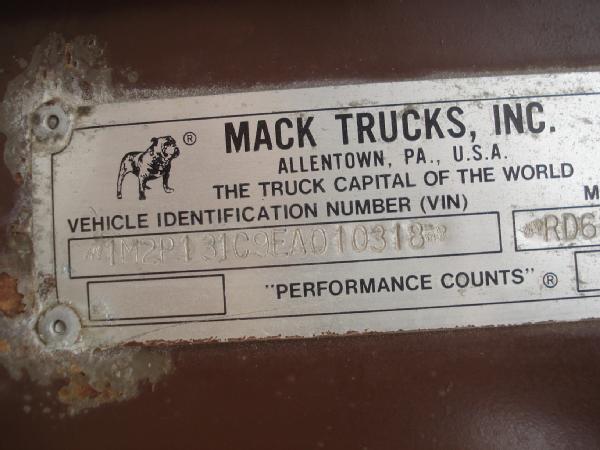 ® MACK TRUCKS, INC.
ALLENTOWN, PA., U.S.A.
THE TRUCK CAPITAL OF THE WORLD
VEHICLE IDENTIFICATION NUMBER (VIN) M
*1M2P131C9EA010318* *RD6
"PERFORMANCE COUNTS" ®